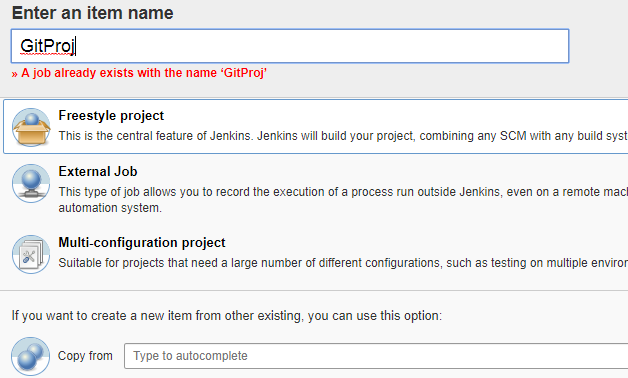 Enter an item name
GitProj
» A job already exists with the name ‘GitProj’
Freestyle project
This is the central feature of Jenkins. Jenkins will build your project, combining any SCM with any build
External Job
This type of job allows you to record the execution of a process run outside Jenkins, even on a remote
automation system.
Multi-configuration project
Suitable for projects that need a large number of different configurations, such as testing on multiple
If you want to create a new item from other existing, you can use this option:
Copy from
Type to autocomplete